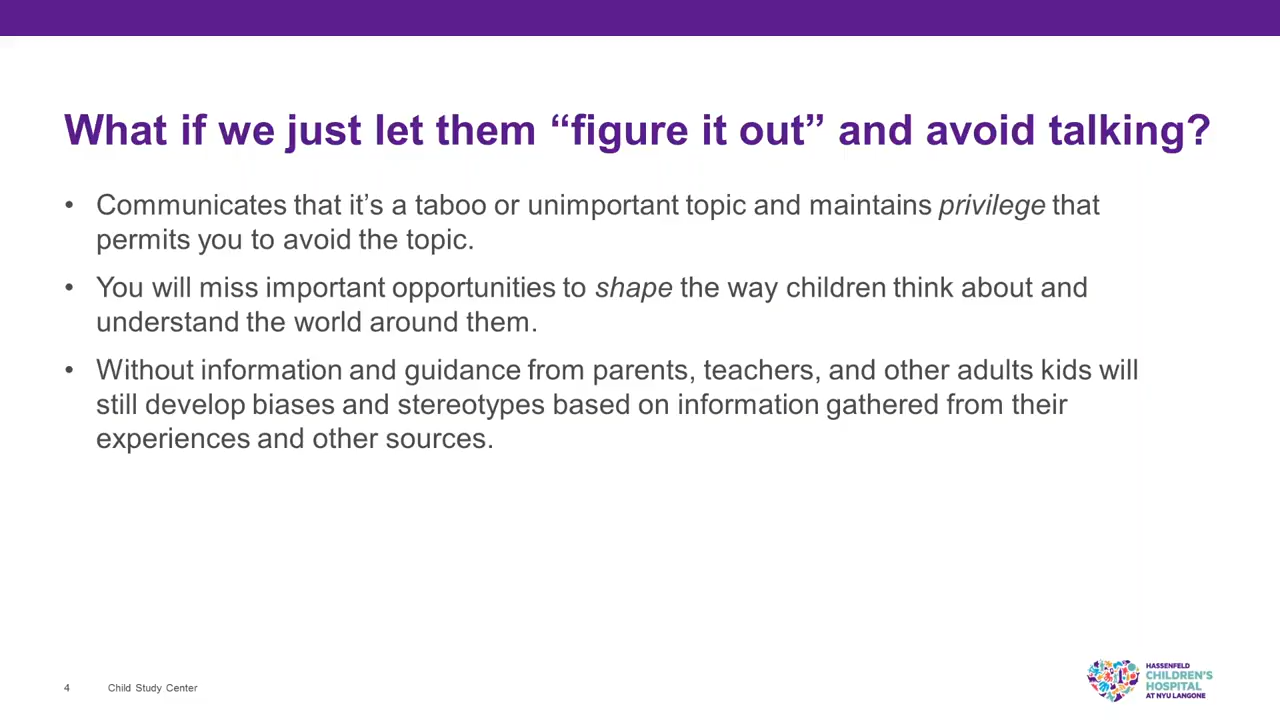 What if we just let them “figure it out” and avoid talking?
• Communicates that it’s a taboo or unimportant topic and maintains privilege that
permits you to avoid the topic.
• You will miss important opportunities to shape the way children think about and
understand the world around them.
• Without information and guidance from parents, teachers, and other adults kids will
still develop biases and stereotypes based on information gathered from their
experiences and other sources.
4 Child Study Center
HASSENFELD
CHILDREN'S
HOSPITAL
AT NYU LANGONE